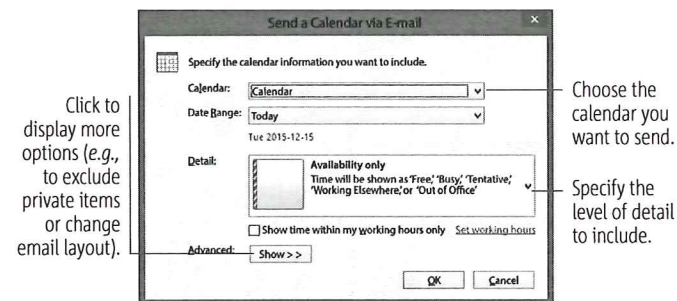 Send a Calendar via E-mail
×
Specify the calendar information you want to include.
Calendar: Calendar
Date Range: Today
Tue 2015-12-15
Detail: Availability only
Time will be shown as 'Free,' 'Busy,' 'Tentative,'
'Working Elsewhere,' or 'Out of Office'
Show time within my working hours only Set working hours
Advanced: Show >>
OK Cancel
Click to
display more
options (e.g.,
to exclude
private items
or change
email layout).
Choose the
calendar you
want to send.
Specify the
level of detail
to include.